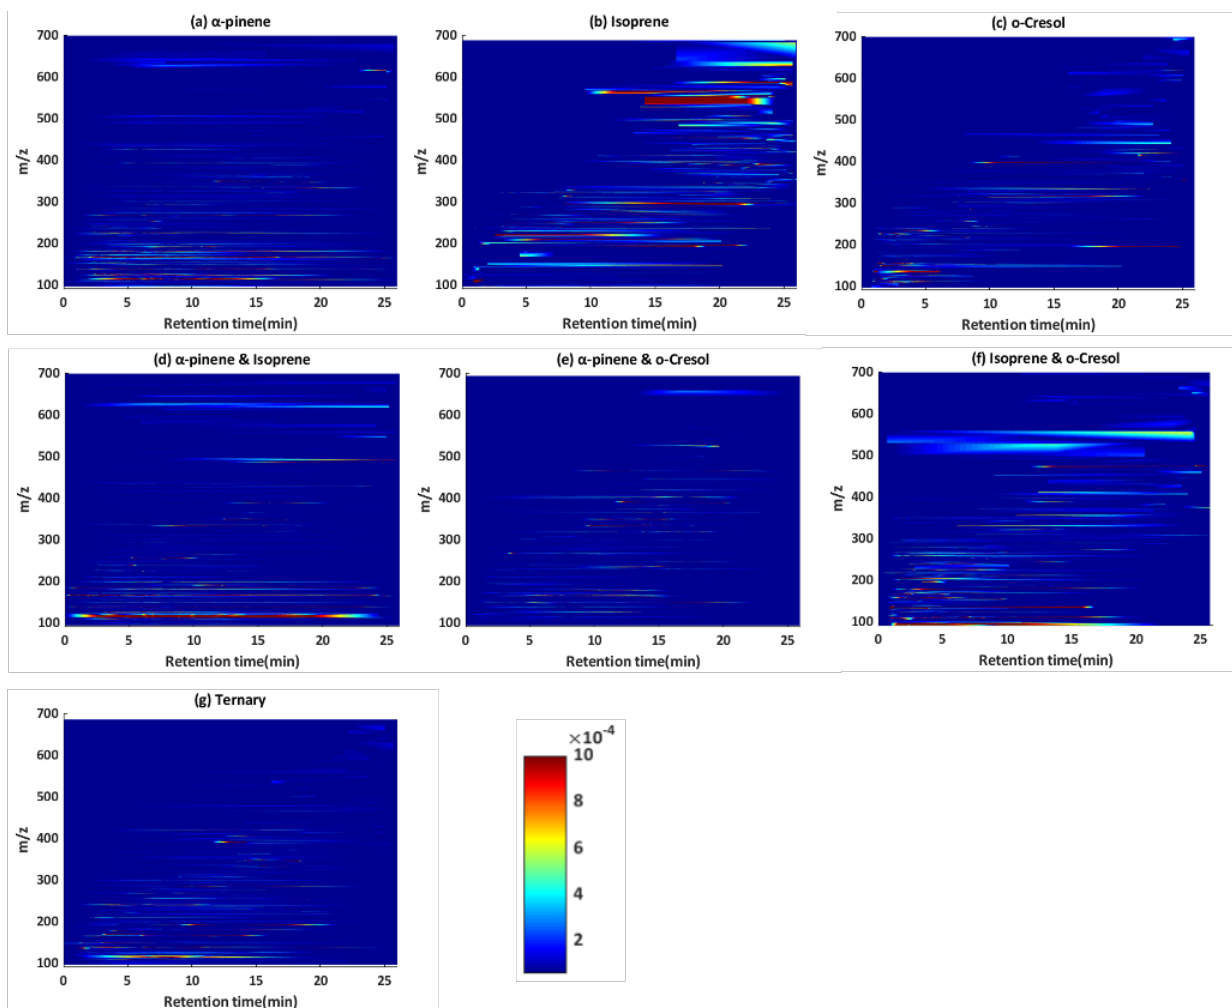 (a) α-pinene
(b) Isoprene
(c) o-Cresol
700
600
500
400
300
200
100
m/z
0 5 10 15 20 25
Retention time(min)
700
600
500
400
300
200
100
m/z
0 5 10 15 20 25
Retention time(min)
700
600
500
400
300
200
100
m/z
0 5 10 15 20 25
Retention time(min)
(d) α-pinene & Isoprene
(e) α-pinene & o-Cresol
(f) Isoprene & o-Cresol
700
600
500
400
300
200
100
m/z
0 5 10 15 20 25
Retention time(min)
700
600
500
400
300
200
100
m/z
0 5 10 15 20 25
Retention time(min)
700
600
500
400
300
200
100
m/z
0 5 10 15 20 25
Retention time(min)
(g) Ternary
700
600
500
400
300
200
100
m/z
0 5 10 15 20 25
Retention time(min)
×10⁻⁴
10
8
6
4
2